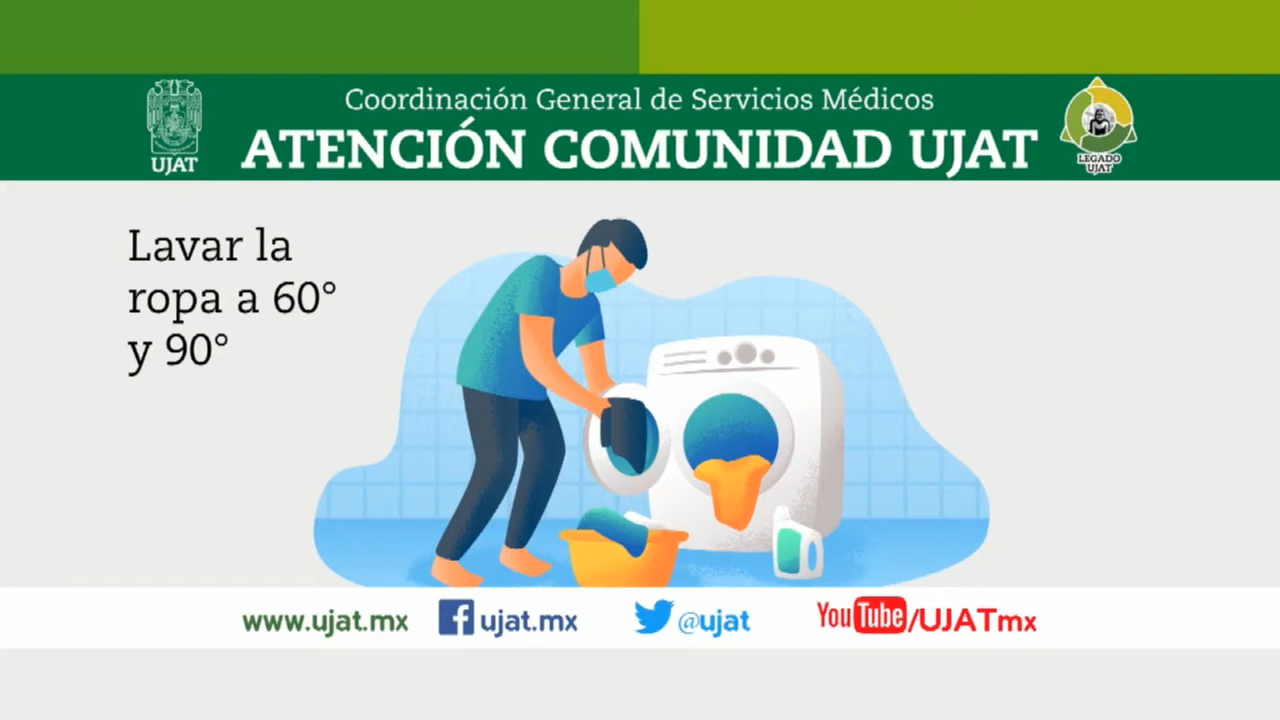 Coordinación General de Servicios Médicos
ATENCIÓN COMUNIDAD UJAT
UJAT
LEGADO
UJAT
Lavar la
ropa a 60°
y 90°
www.ujat.mx
ujat.mx
@ujat
YouTube/UJATmx